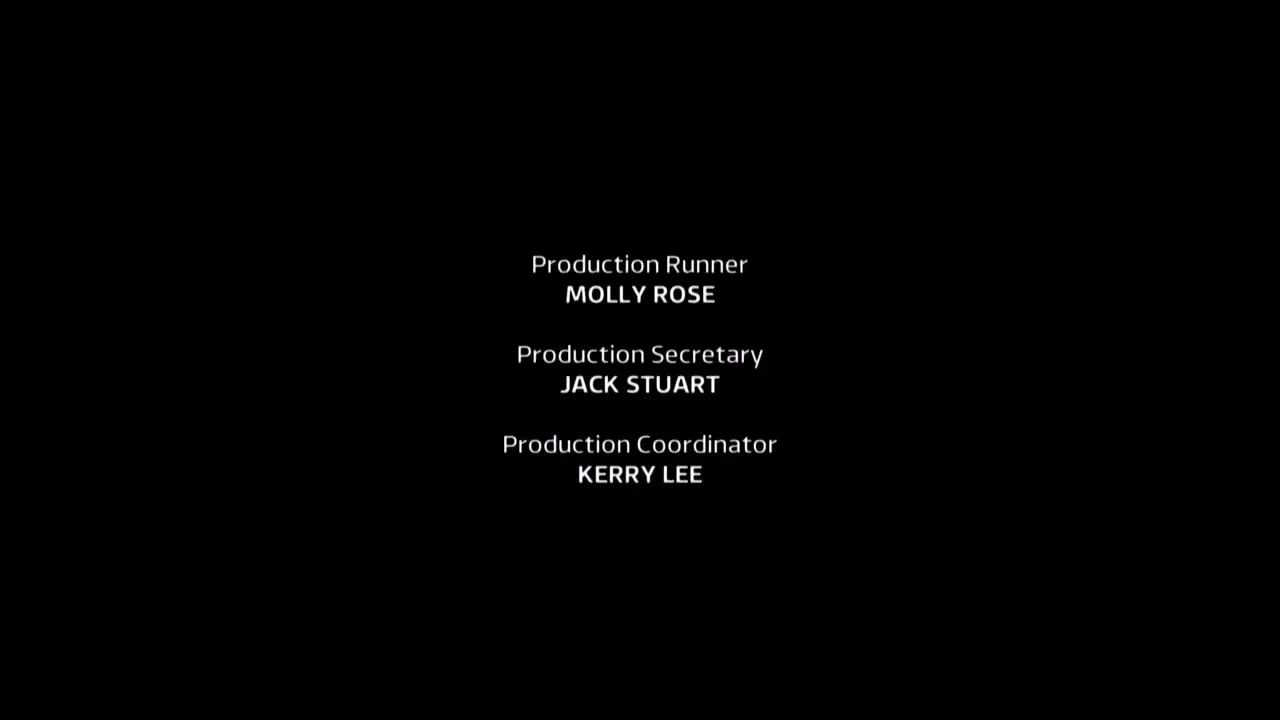 Production Runner
MOLLY ROSE
Production Secretary
JACK STUART
Production Coordinator
KERRY LEE